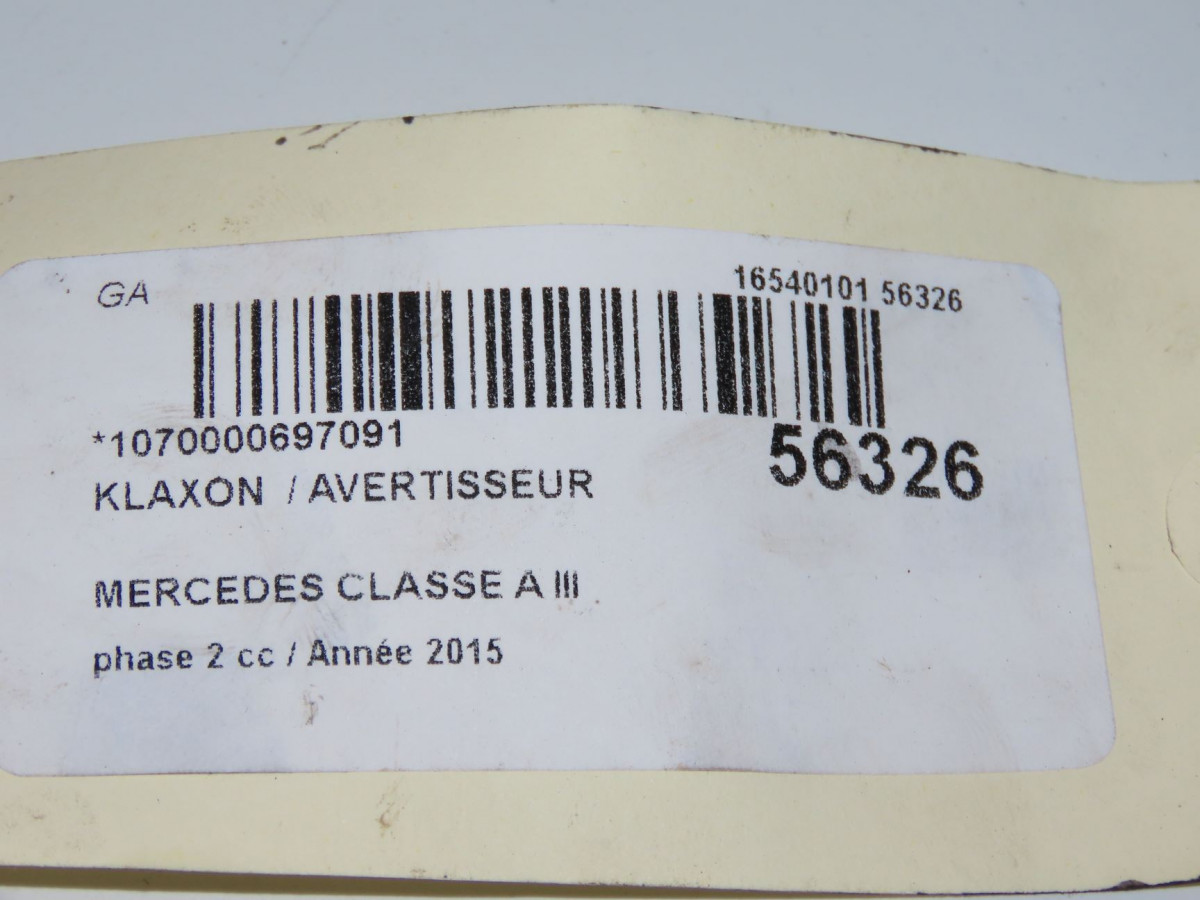 GA
16540101 56326
*1070000697091
56326
KLAXON / AVERTISSEUR
MERCEDES CLASSE A III
phase 2 cc / Année 2015